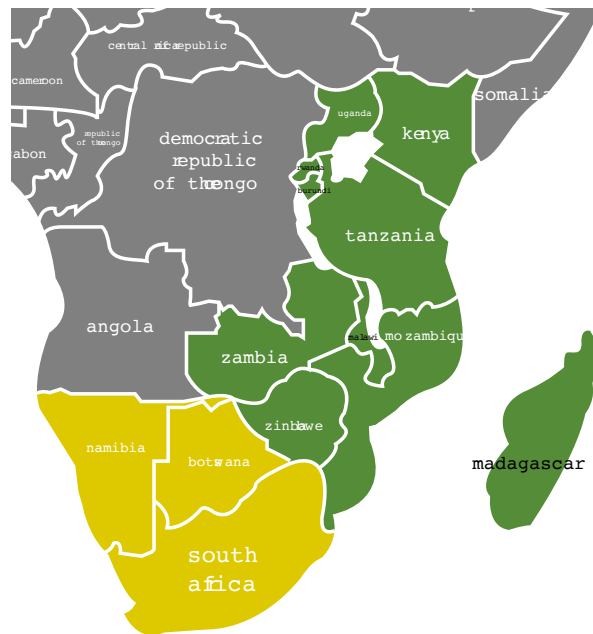 central african republic
cameroon
somalia
uganda
republic
of the congo
kenya
democratic
republic
of the congo
gabon
rwanda
burundi
tanzania
angola
malawi
mozambique
zambia
zimbabwe
namibia
botswana
madagascar
south
africa